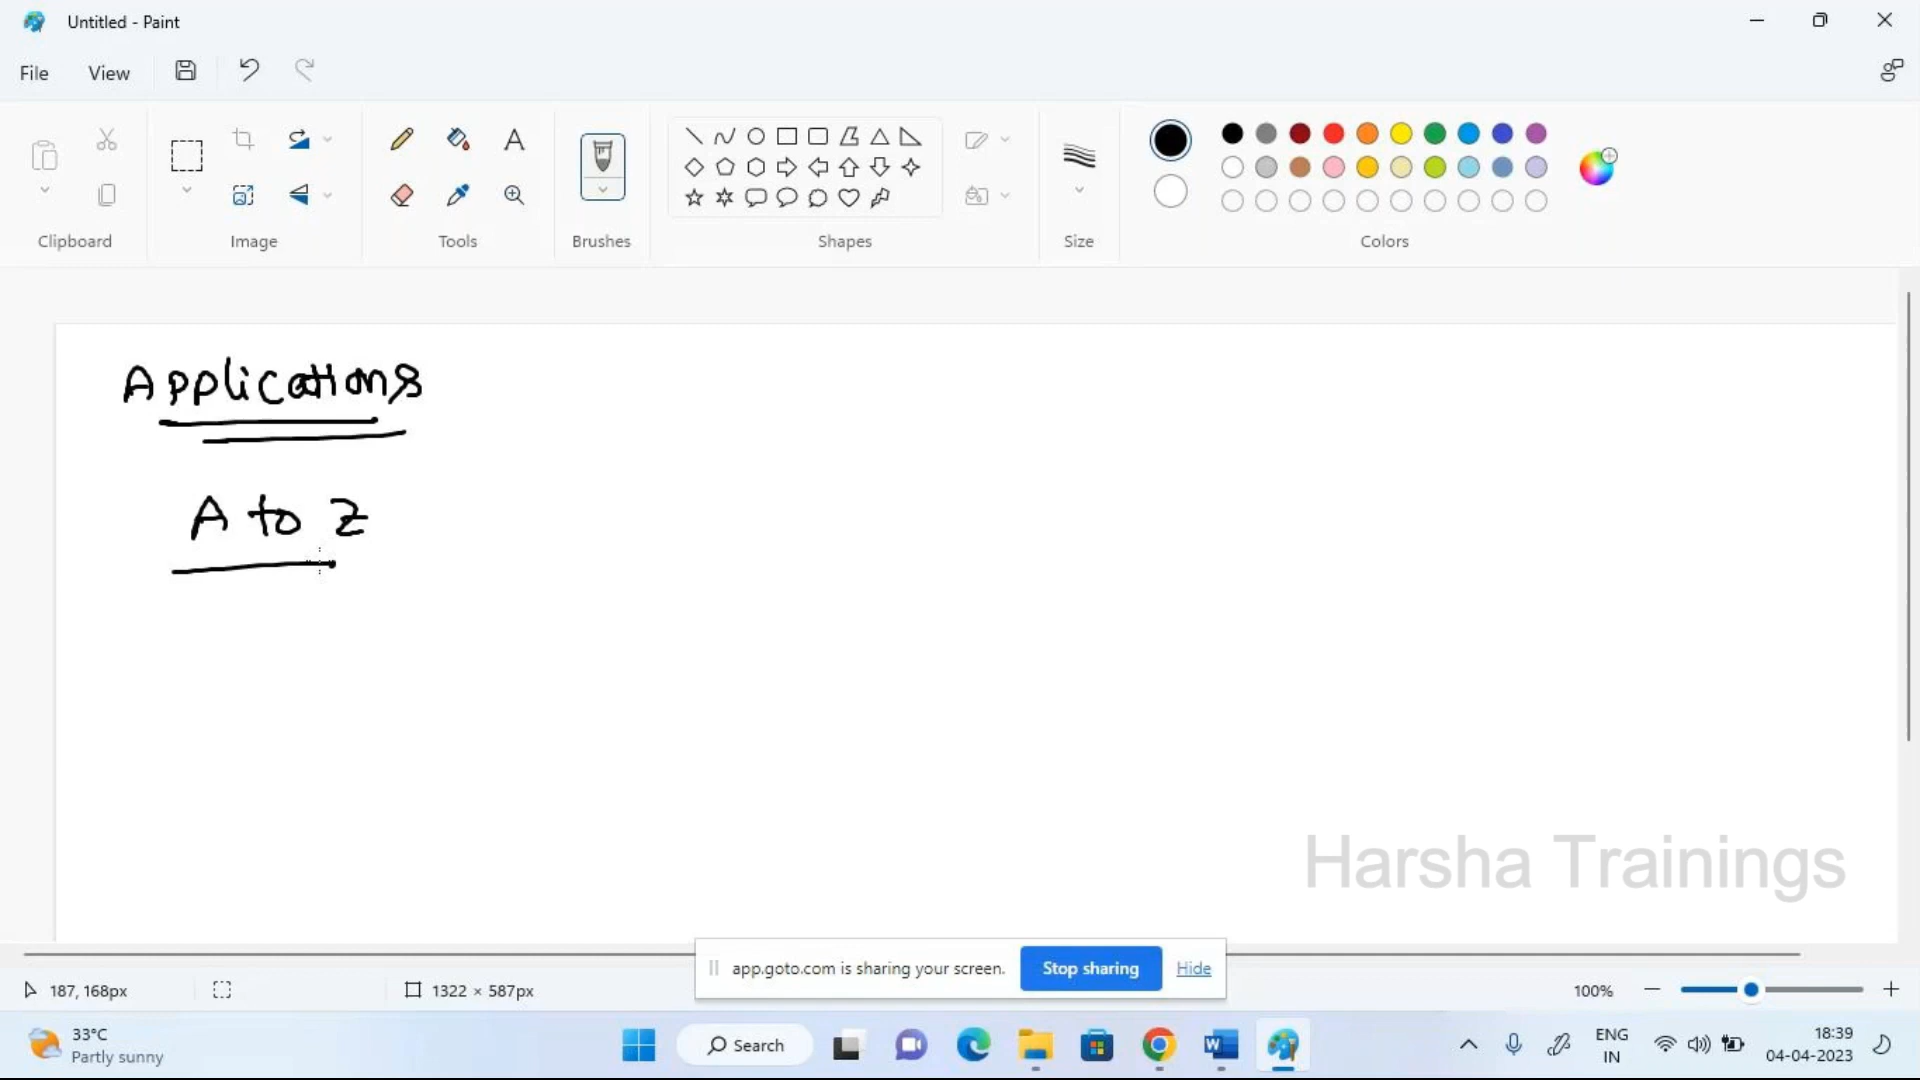 Untitled - Paint
File View
Clipboard Image Tools Brushes Shapes Size Colors
Applications
A to Z
Harsha Trainings
app.goto.com is sharing your screen. Stop sharing Hide
187, 168px 1322 × 587px 100%
33°C
Partly sunny
Search
ENG
IN
18:39
04-04-2023